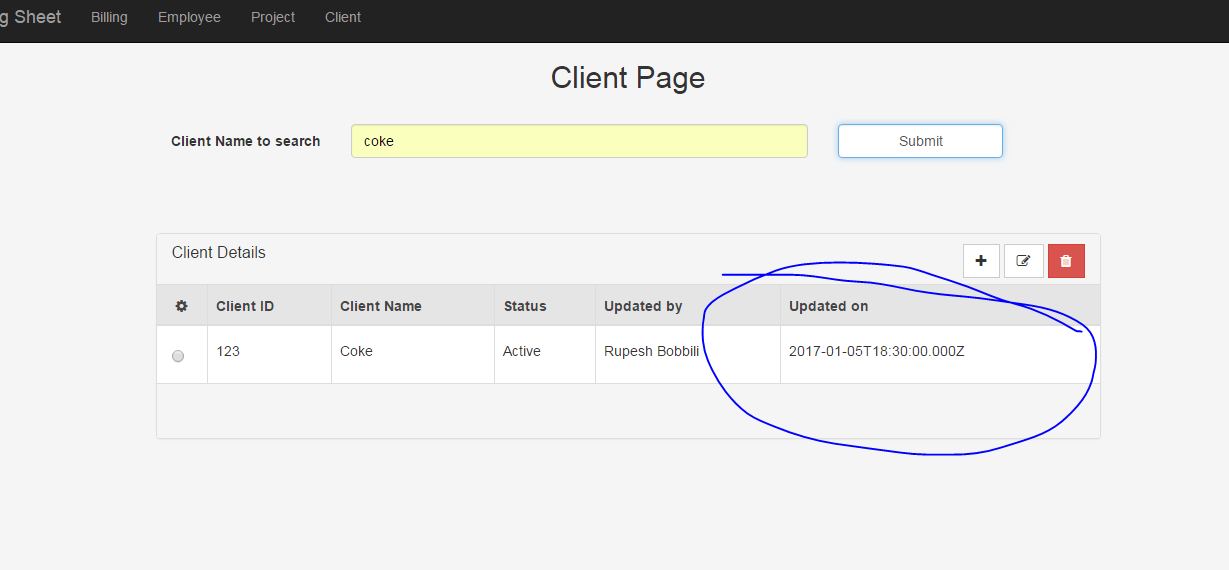 g Sheet Billing Employee Project Client
Client Page
Client Name to search coke Submit
Client Details
Client ID Client Name Status Updated by Updated on
123 Coke Active Rupesh Bobbili 2017-01-05T18:30:00.000Z